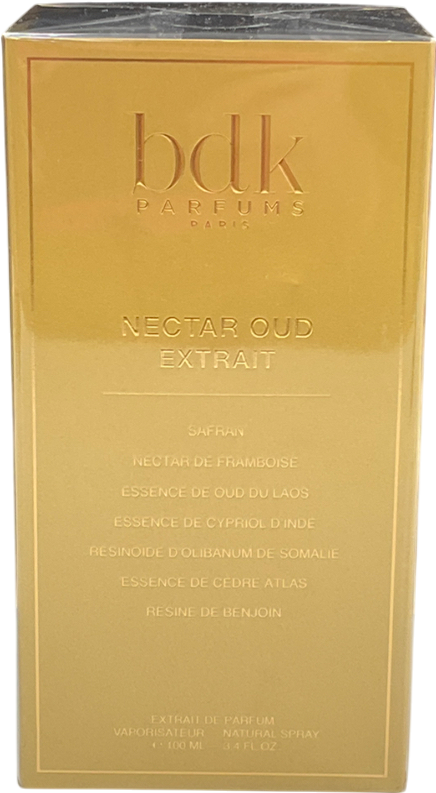 bdk
PARFUMS
PARIS
NECTAR OUD
EXTRAIT
SAFRAN
NECTAR DE FRAMBOISE
ESSENCE DE OUD DU LAOS
ESSENCE DE CYPRIOL D'INDE
RESINOIDE D'OLIBANUM DE SOMALIE
ESSENCE DE CÈDRE ATLAS
RESINE DE BENJOIN
EXTRAIT DE PARFUM
VAPORISATEUR NATURAL SPRAY
100 ML 3.4 FL OZ